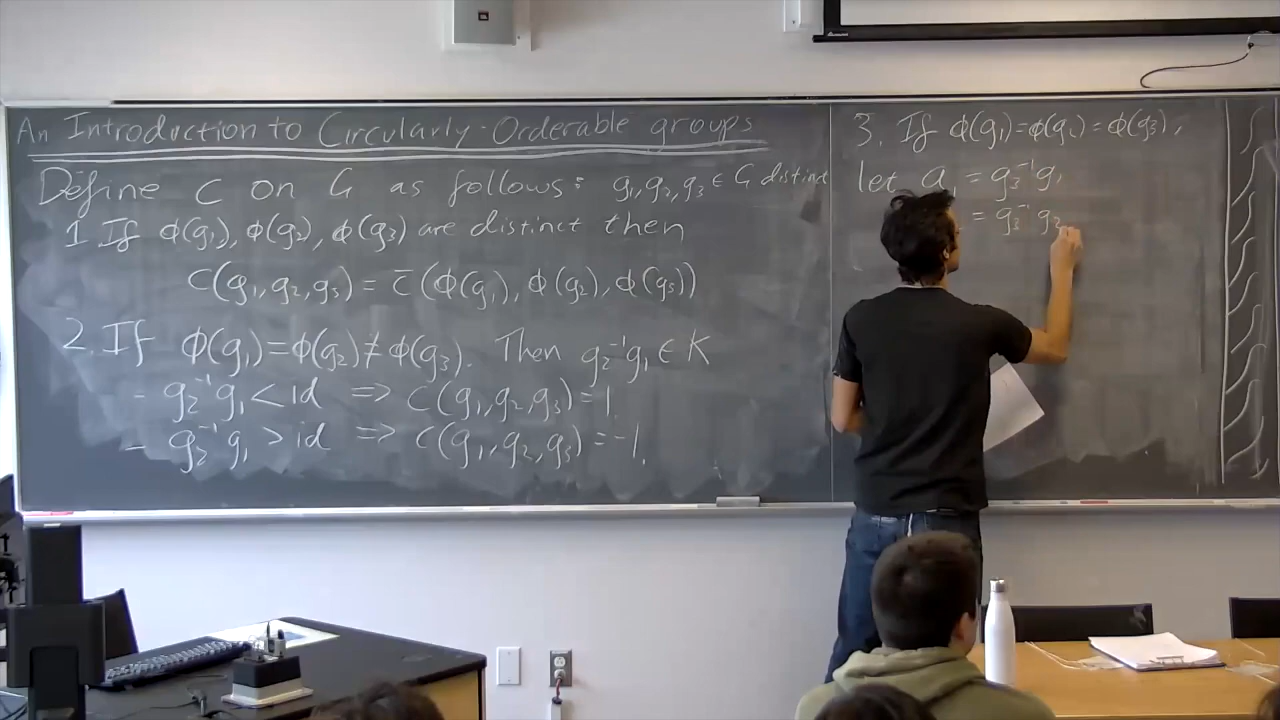 An Introduction to Circularly-Orderable groups
Define c on G as follows: g₁,g₂,g₃ ∈ G distinct
1. If ϕ(g₁), ϕ(g₂), ϕ(g₃) are distinct then
c(g₁,g₂,g₃) = c̄(ϕ(g₁), ϕ(g₂), ϕ(g₃))
2. If ϕ(g₁)=ϕ(g₂)≠ϕ(g₃). Then g₂⁻¹g₁ ∈ K
- g₂⁻¹g₁ < id ⇒ c(g₁,g₂,g₃)=1.
- g₂⁻¹g₁ > id ⇒ c(g₁,g₂,g₃)=-1.
3. If ϕ(g₁)=ϕ(g₂)=ϕ(g₃),
let a₁ = g₃⁻¹g₁
= g₃⁻¹g₂